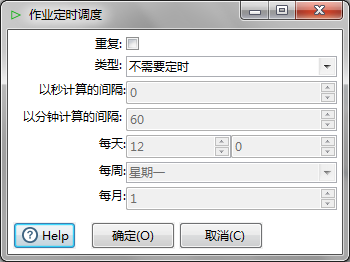 作业定时调度
重复:
类型: 不需要定时
以秒计算的间隔: 0
以分钟计算的间隔: 60
每天: 12 0
每周: 星期一
每月: 1
Help 确定(O) 取消(C)